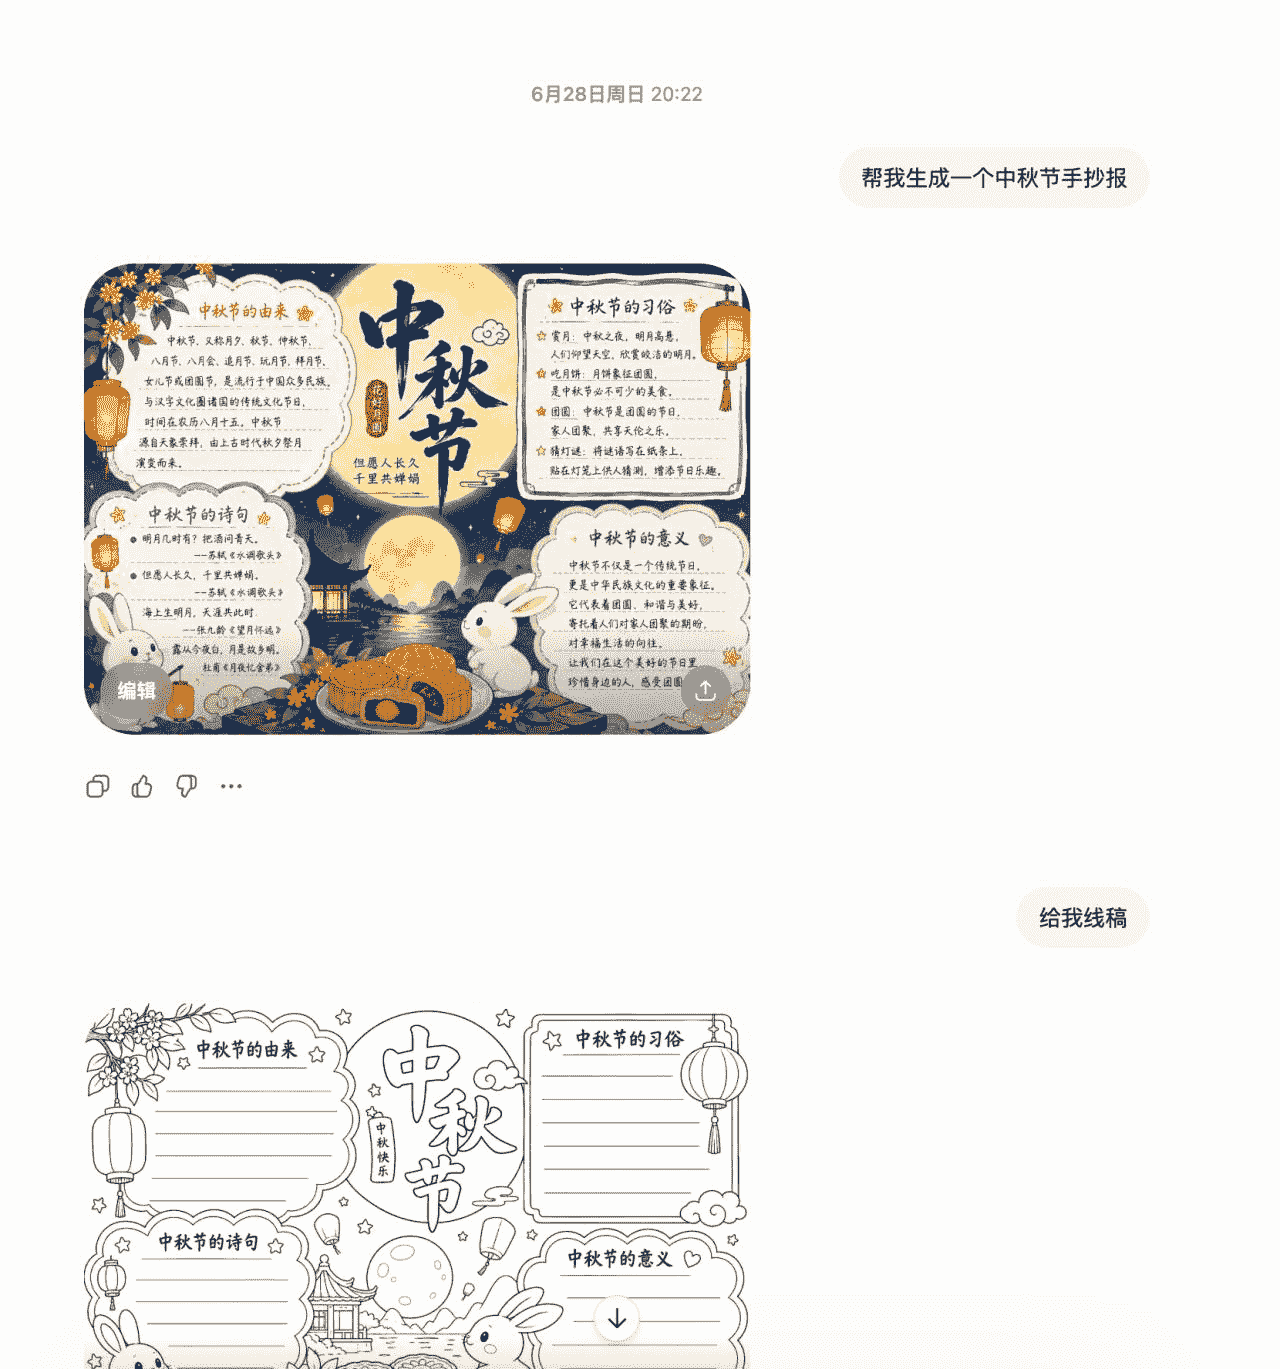 6月28日周日 20:22
帮我生成一个中秋节手抄报
中秋节的由来
中秋节、又称月夕、秋节、仲秋节、
八月节、八月会、追月节、玩月节、拜月节、
女儿节或团圆节，是流行于中国众多民族、
与汉字文化圈诸国的传统文化节日，
时间在农历八月十五。中秋节
源自天象崇拜，由上古时代秋夕祭月
演变而来。
中
秋
节
花好月圆
但愿人长久
千里共婵娟
中秋节的习俗
赏月：中秋之夜，明月高悬，
人们仰望天空，欣赏皎洁的明月。
吃月饼：月饼象征团圆，
是中秋节必不可少的美食。
团圆：中秋节是团圆的节日，
家人团聚，共享天伦之乐。
猜灯谜：将谜语写在纸条上，
贴在灯笼上供人猜测，增添节日乐趣。
中秋节的诗句
明月几时有？把酒问青天。
--苏轼《水调歌头》
但愿人长久，千里共婵娟。
--苏轼《水调歌头》
海上生明月，天涯共此时
--张九龄《望月怀远》
露从今夜白，月是故乡明。
杜甫《月夜忆舍弟》
中秋节的意义
中秋节不仅是一个传统节日，
更是中华民族文化的重要象征。
它代表着团圆、和谐与美好，
寄托着人们对家人团聚的期盼，
对幸福生活的向往。
让我们在这个美好的节日里
珍惜身边的人，感受团圆
编辑
给我线稿
中秋节的由来
中
秋
节
中秋快乐
中秋节的习俗
中秋节的诗句
中秋节的意义